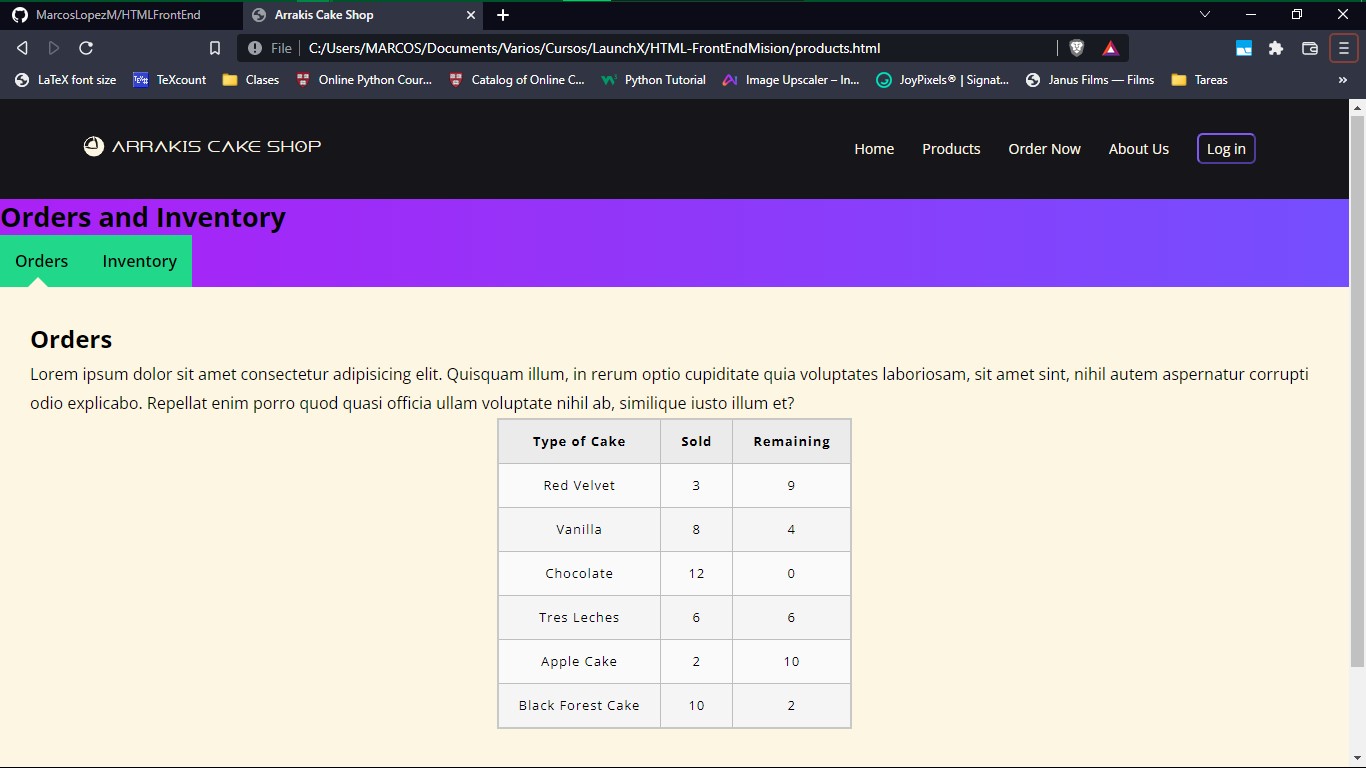 MarcosLopezM/HTMLFrontEnd
Arrakis Cake Shop
File
C:/Users/MARCOS/Documents/Varios/Cursos/LaunchX/HTML-FrontEndMision/products.html
LaTeX font size
TeXcount
Clases
Online Python Cour...
Catalog of Online C...
Python Tutorial
Image Upscaler – In...
JoyPixels® | Signat...
Janus Films — Films
Tareas
»
ARRAKIS CAKE SHOP
Home
Products
Order Now
About Us
Log in
Orders and Inventory
Orders
Inventory
Orders
Lorem ipsum dolor sit amet consectetur adipisicing elit. Quisquam illum, in rerum optio cupiditate quia voluptates laboriosam, sit amet sint, nihil autem aspernatur corrupti
odio explicabo. Repellat enim porro quod quasi officia ullam voluptate nihil ab, similique iusto illum et?
Type of Cake Sold Remaining
Red Velvet 3 9
Vanilla 8 4
Chocolate 12 0
Tres Leches 6 6
Apple Cake 2 10
Black Forest Cake 10 2